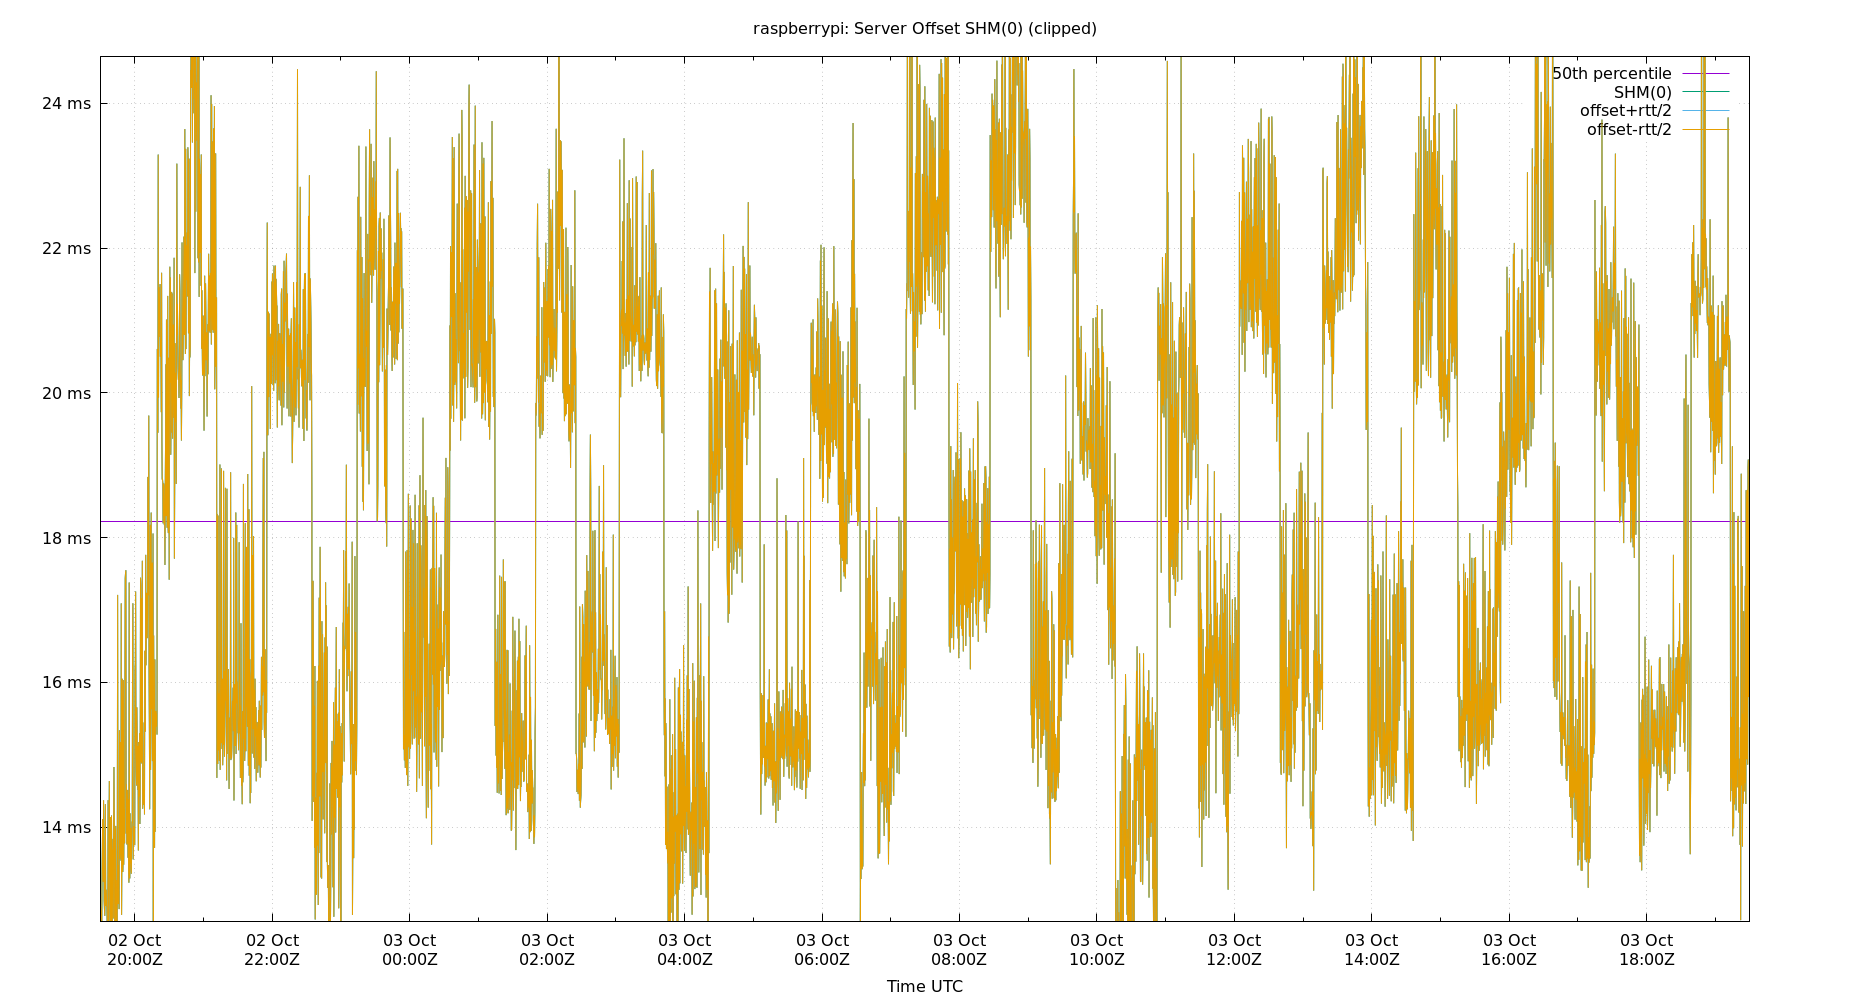 raspberrypi: Server Offset SHM(0) (clipped)
50th percentile
SHM(0)
offset+rtt/2
offset-rtt/2
24 ms
22 ms
20 ms
18 ms
16 ms
14 ms
02 Oct 02 Oct 03 Oct 03 Oct 03 Oct 03 Oct 03 Oct 03 Oct 03 Oct 03 Oct 03 Oct 03 Oct
20:00Z 22:00Z 00:00Z 02:00Z 04:00Z 06:00Z 08:00Z 10:00Z 12:00Z 14:00Z 16:00Z 18:00Z
Time UTC